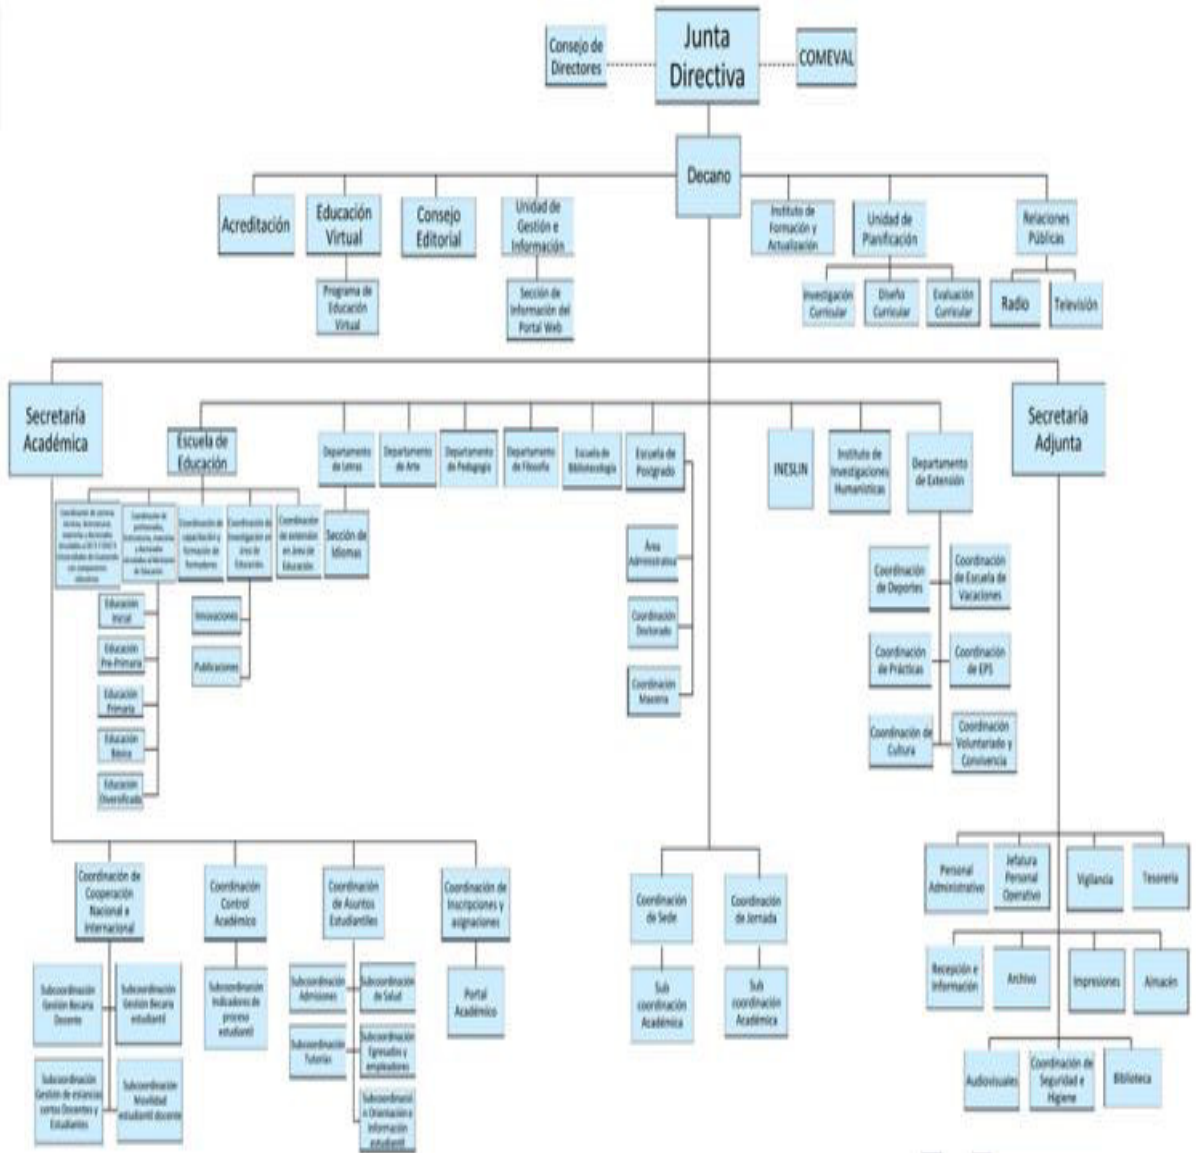 Consejo de
Directores
Junta
Directiva
COMEVAL
Decano
Acreditación
Educación
Virtual
Consejo
Editorial
Unidad de
Gestión e
Información
Instituto de
Formación y
Actualización
Unidad de
Planificación
Relaciones
Públicas
Programa de
Educación
Virtual
Sección de
Información del
Portal Web
Investigación
Curricular
Diseño
Curricular
Evaluación
Curricular
Radio
Televisión
Secretaría
Académica
Secretaría
Adjunta
Escuela de
Educación
Departamento
de Letras
Departamento
de Arte
Departamento
de Pedagogía
Departamento
de Filosofía
Escuela de
Bibliotecología
Escuela de
Postgrado
INESLIN
Instituto de
Investigaciones
Humanísticas
Departamento
de Extensión
Coordinación de
capacitación y
formación de
formadores
Coordinación de
Investigación en
área de
Educación
Coordinación
de extensión
en área de
Educación
Sección de
Idiomas
Educación
Inicial
Educación
Pre-Primaria
Educación
Primaria
Educación
Básica
Educación
Diversificada
Innovaciones
Publicaciones
Área
Administrativa
Coordinación
Doctorado
Coordinación
Maestría
Coordinación
de Deportes
Coordinación
de Escuela de
Vacaciones
Coordinación
de Prácticas
Coordinación
de EPS
Coordinación de
Cultura
Coordinación
Voluntariado y
Convivencia
Coordinación de
Cooperación
Nacional e
Internacional
Coordinación
Control
Académico
Coordinación
de Asuntos
Estudiantiles
Coordinación de
Inscripciones y
asignaciones
Coordinación
de Sede
Coordinación
de Jornada
Personal
Administrativo
Jefatura
Personal
Operativo
Vigilancia
Tesorería
Subcoordinación
Gestión Becaria
Docente
Subcoordinación
Gestión Becaria
estudiantil
Subcoordinación
Indicadores de
proceso
estudiantil
Subcoordinación
Admisiones
Subcoordinación
de Salud
Portal
Académico
Sub
coordinación
Académica
Sub
coordinación
Académica
Recepción e
Información
Archivo
Impresiones
Almacén
Subcoordinación
Gestión de estancias
cortas Docentes y
Estudiantes
Subcoordinación
Movilidad
estudiantil docente
Subcoordinación
Tutorías
Subcoordinación
Egresados y
empleadores
Subcoordinació
n Orientación e
información
estudiantil
Audiovisuales
Coordinación de
Seguridad e
Higiene
Biblioteca